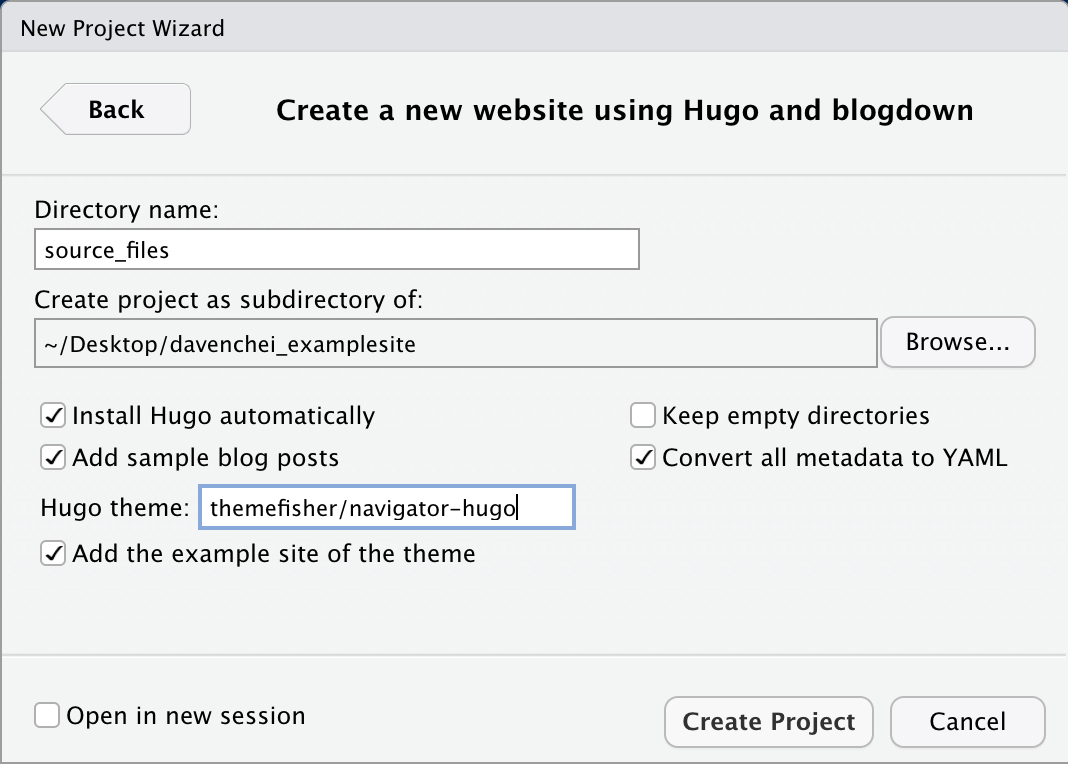 New Project Wizard
Back
Create a new website using Hugo and blogdown
Directory name:
source_files
Create project as subdirectory of:
~/Desktop/davenchei_examplesite
Browse...
Install Hugo automatically
Keep empty directories
Add sample blog posts
Convert all metadata to YAML
Hugo theme: themefisher/navigator-hugo
Add the example site of the theme
Open in new session
Create Project
Cancel